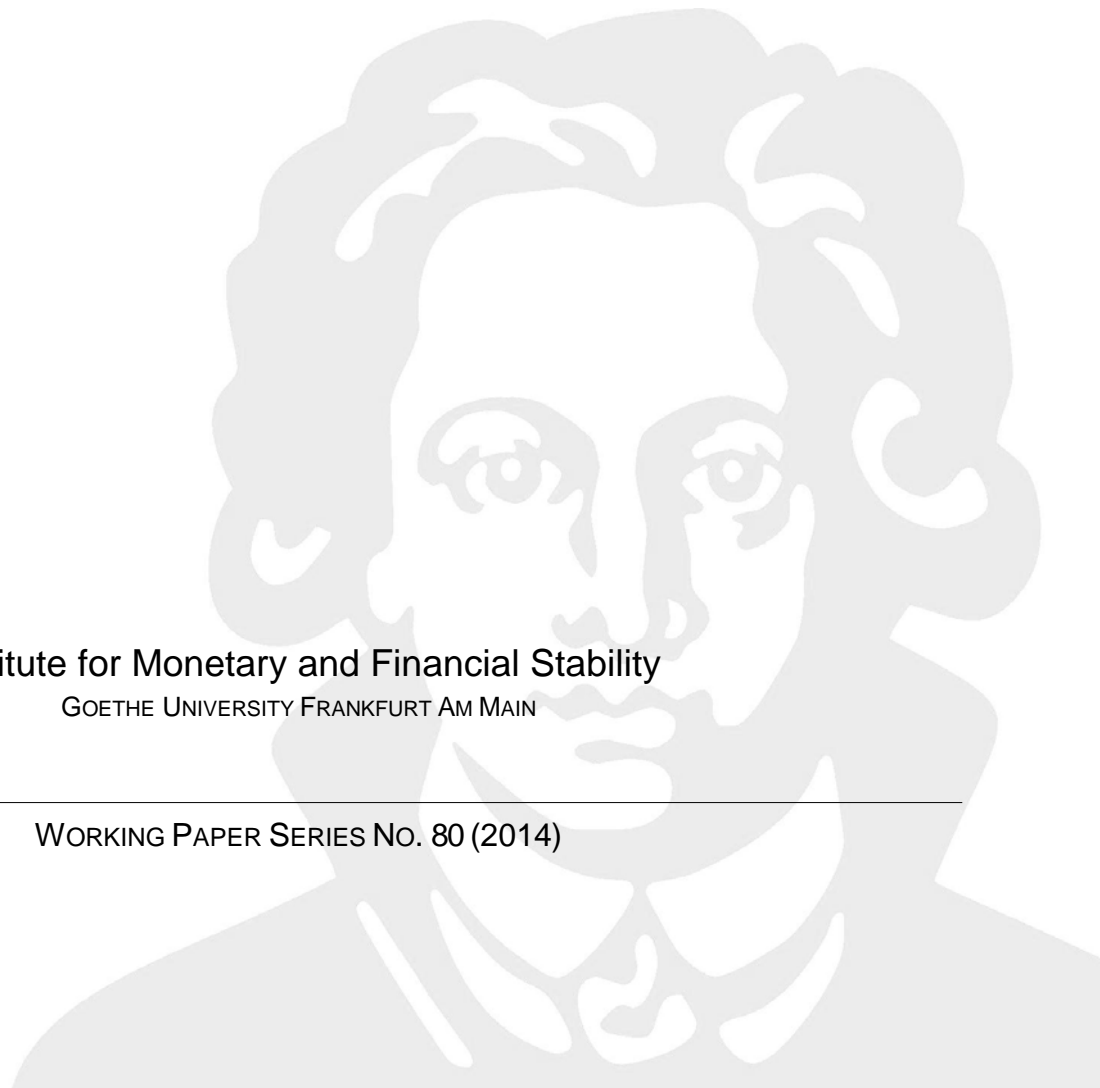 itute for Monetary and Financial Stability
GOETHE UNIVERSITY FRANKFURT AM MAIN
WORKING PAPER SERIES NO. 80 (2014)